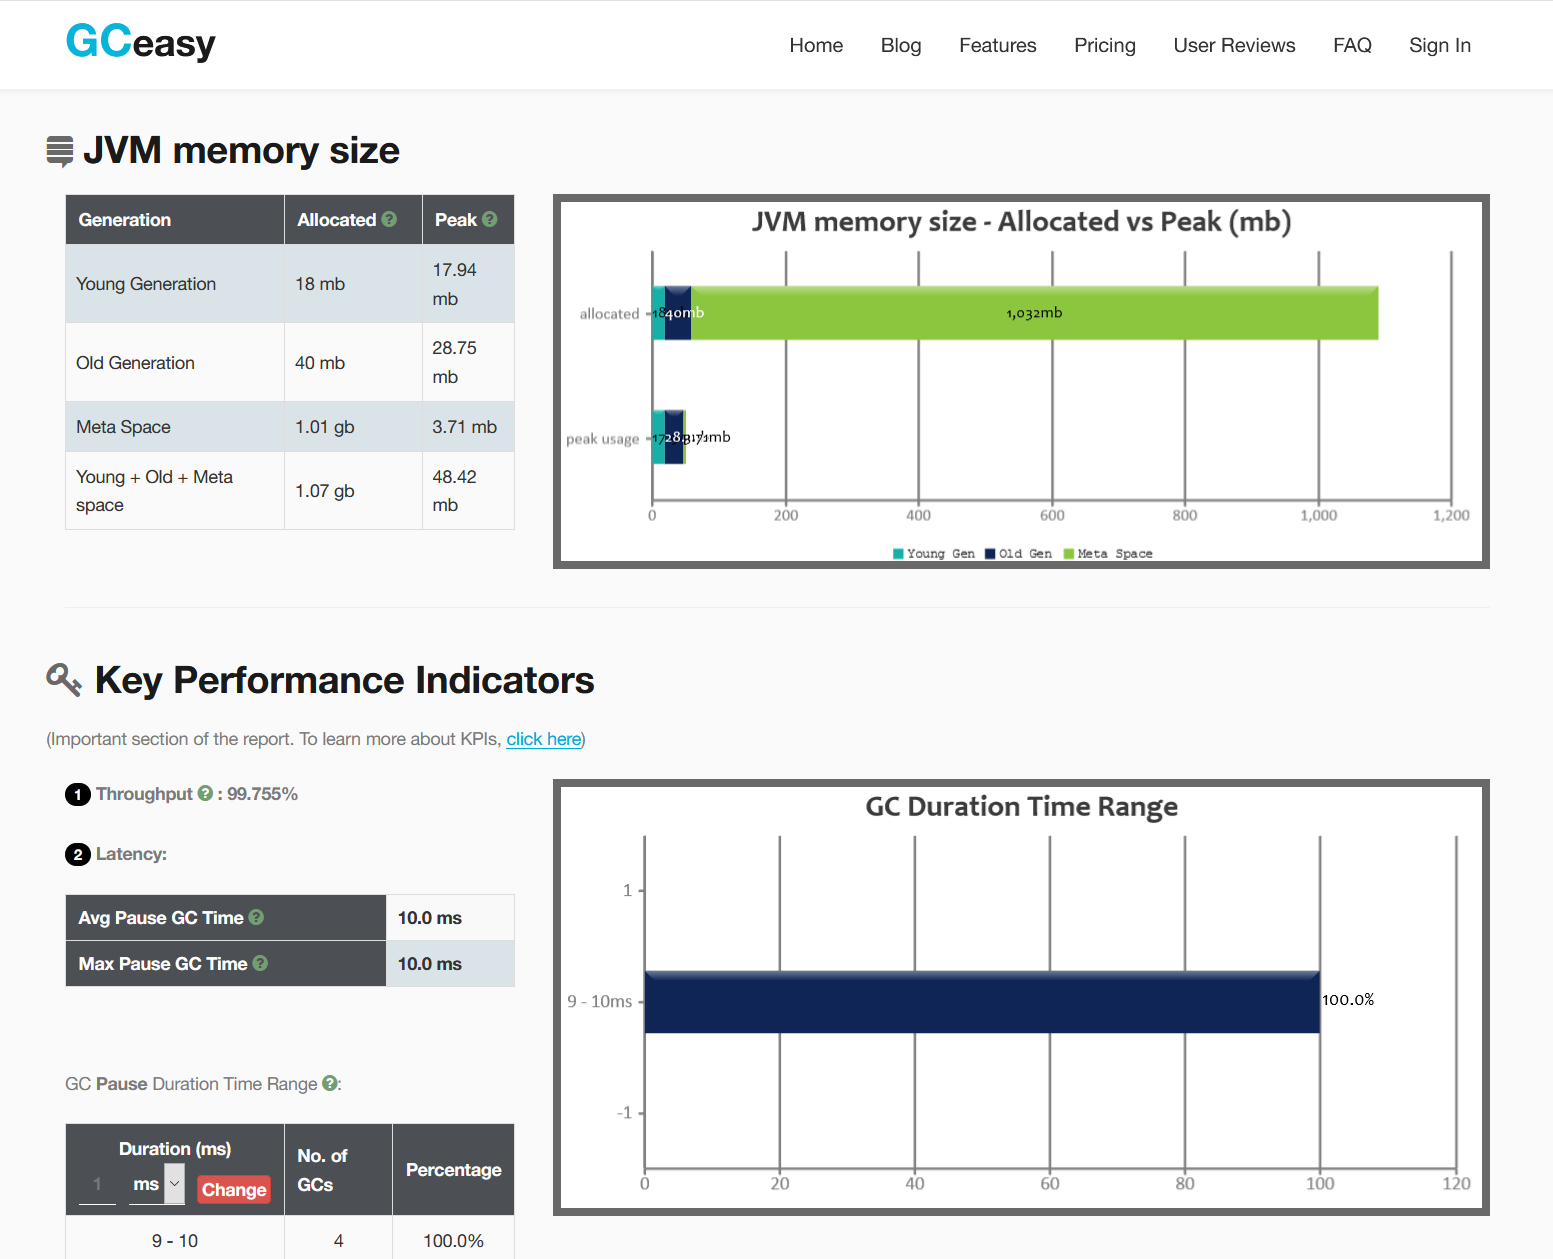 GCeasy
Home Blog Features Pricing User Reviews FAQ Sign In
JVM memory size
Generation Allocated Peak
Young Generation 18 mb 17.94
mb
Old Generation 40 mb 28.75
mb
Meta Space 1.01 gb 3.71 mb
Young + Old + Meta
space 1.07 gb 48.42
mb
JVM memory size - Allocated vs Peak (mb)
allocated 40mb 1,032mb
peak usage
0 200 400 600 800 1,000 1,200
Young Gen Old Gen Meta Space
Key Performance Indicators
(Important section of the report. To learn more about KPIs, click here)
1 Throughput : 99.755%
2 Latency:
Avg Pause GC Time 10.0 ms
Max Pause GC Time 10.0 ms
GC Pause Duration Time Range :
Duration (ms)
1 ms Change
No. of
GCs
Percentage
9 - 10 4 100.0%
GC Duration Time Range
1
9 - 10ms 100.0%
-1
0 20 40 60 80 100 120